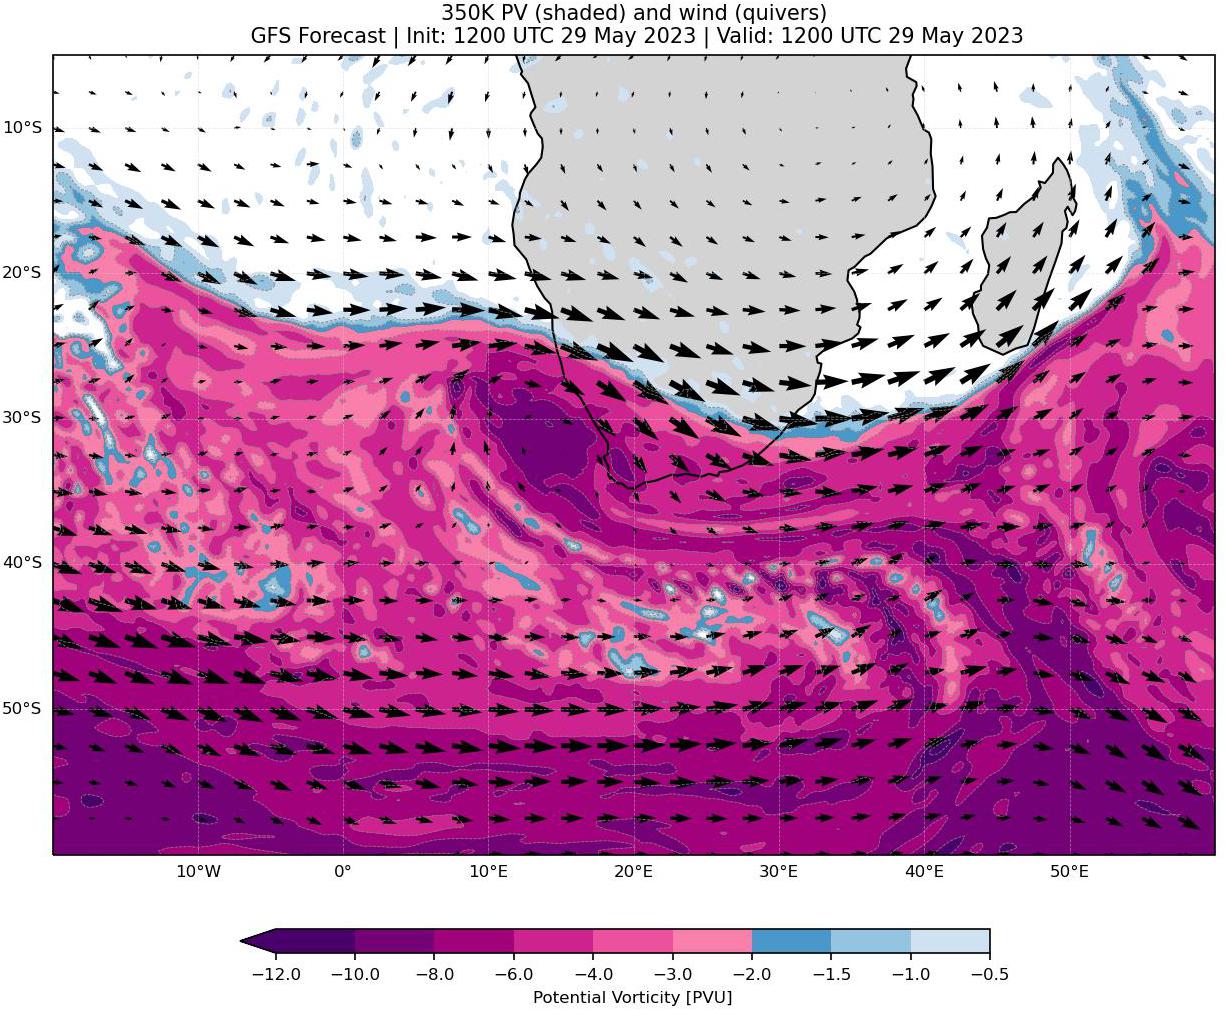 350K PV (shaded) and wind (quivers)
GFS Forecast | Init: 1200 UTC 29 May 2023 | Valid: 1200 UTC 29 May 2023
10°S
20°S
30°S
40°S
50°S
10°W 0° 10°E 20°E 30°E 40°E 50°E
−12.0 −10.0 −8.0 −6.0 −4.0 −3.0 −2.0 −1.5 −1.0 −0.5
Potential Vorticity [PVU]